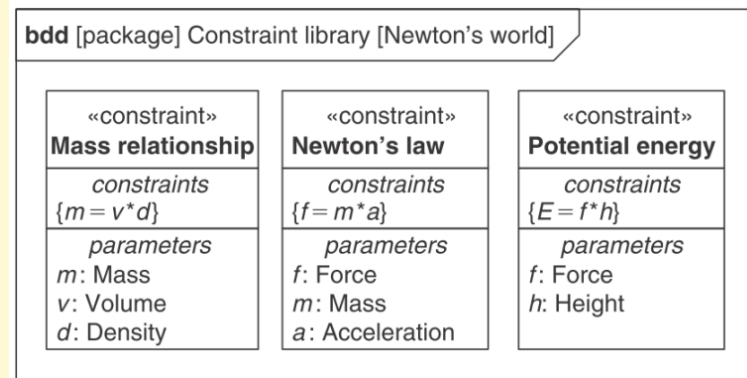 bdd [package] Constraint library [Newton's world]
«constraint»
Mass relationship
constraints
{m = v*d}
parameters
m: Mass
v: Volume
d: Density
«constraint»
Newton's law
constraints
{f= m*a}
parameters
f: Force
m: Mass
a: Acceleration
«constraint»
Potential energy
constraints
{E = f*h}
parameters
f: Force
h: Height